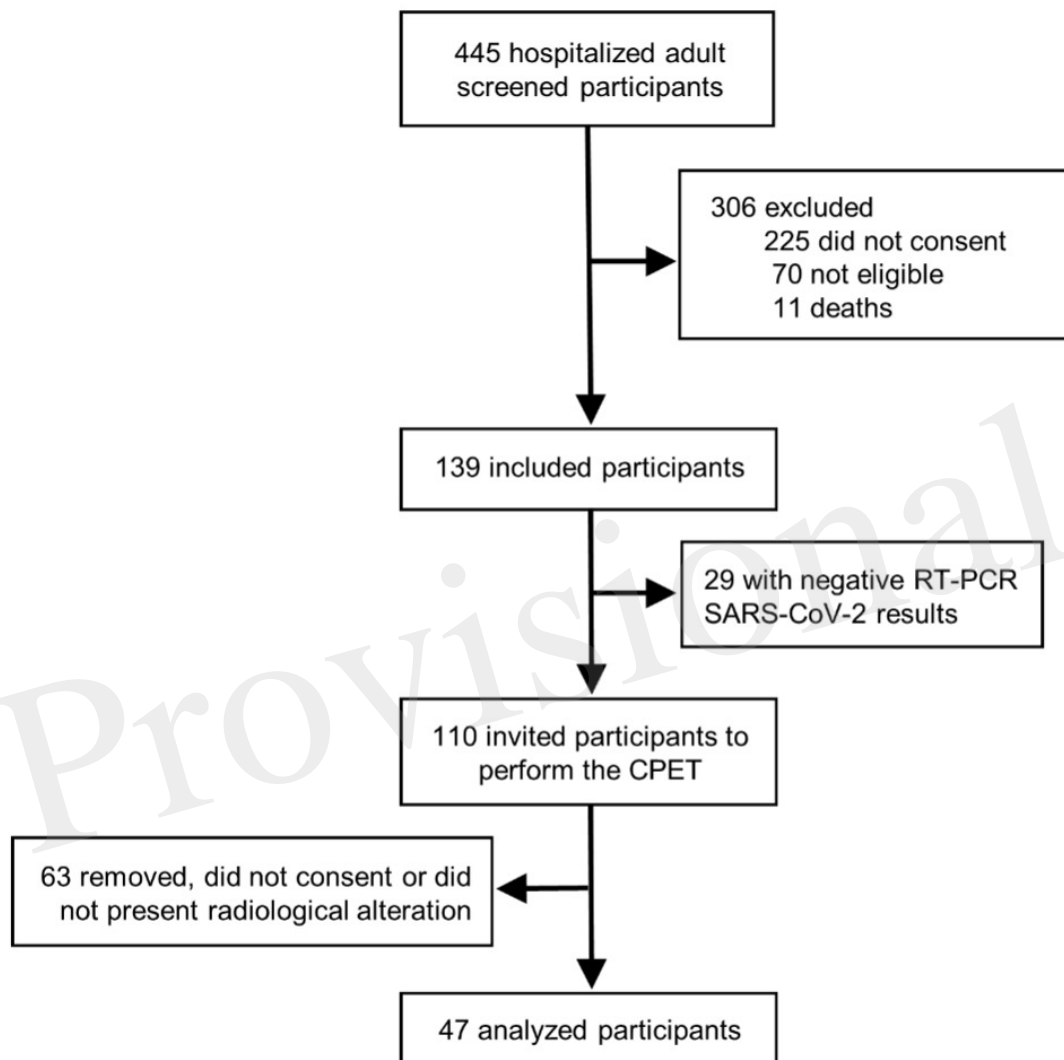 445 hospitalized adult
screened participants
306 excluded
225 did not consent
70 not eligible
11 deaths
139 included participants
29 with negative RT-PCR
SARS-CoV-2 results
110 invited participants to
perform the CPET
63 removed, did not consent or did
not present radiological alteration
47 analyzed participants
Provisional